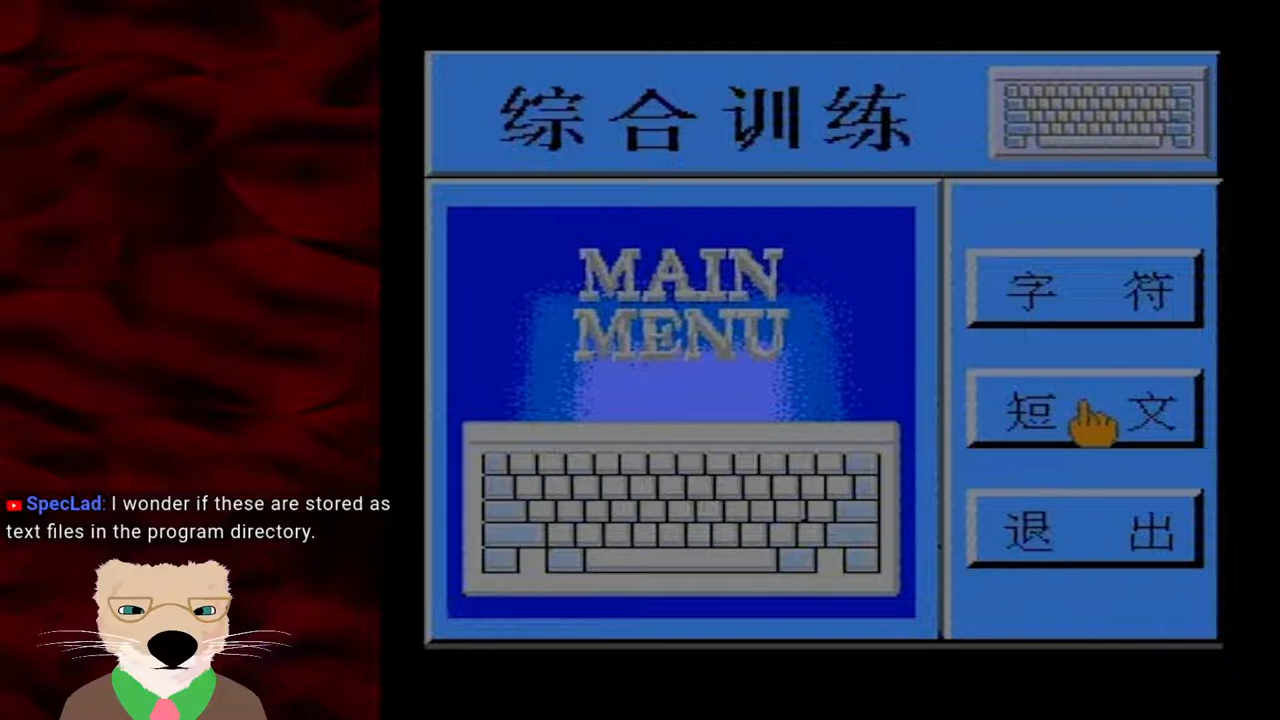 综合训练
MAIN
MENU
字 符
短 文
退 出
SpecLad: I wonder if these are stored as
text files in the program directory.